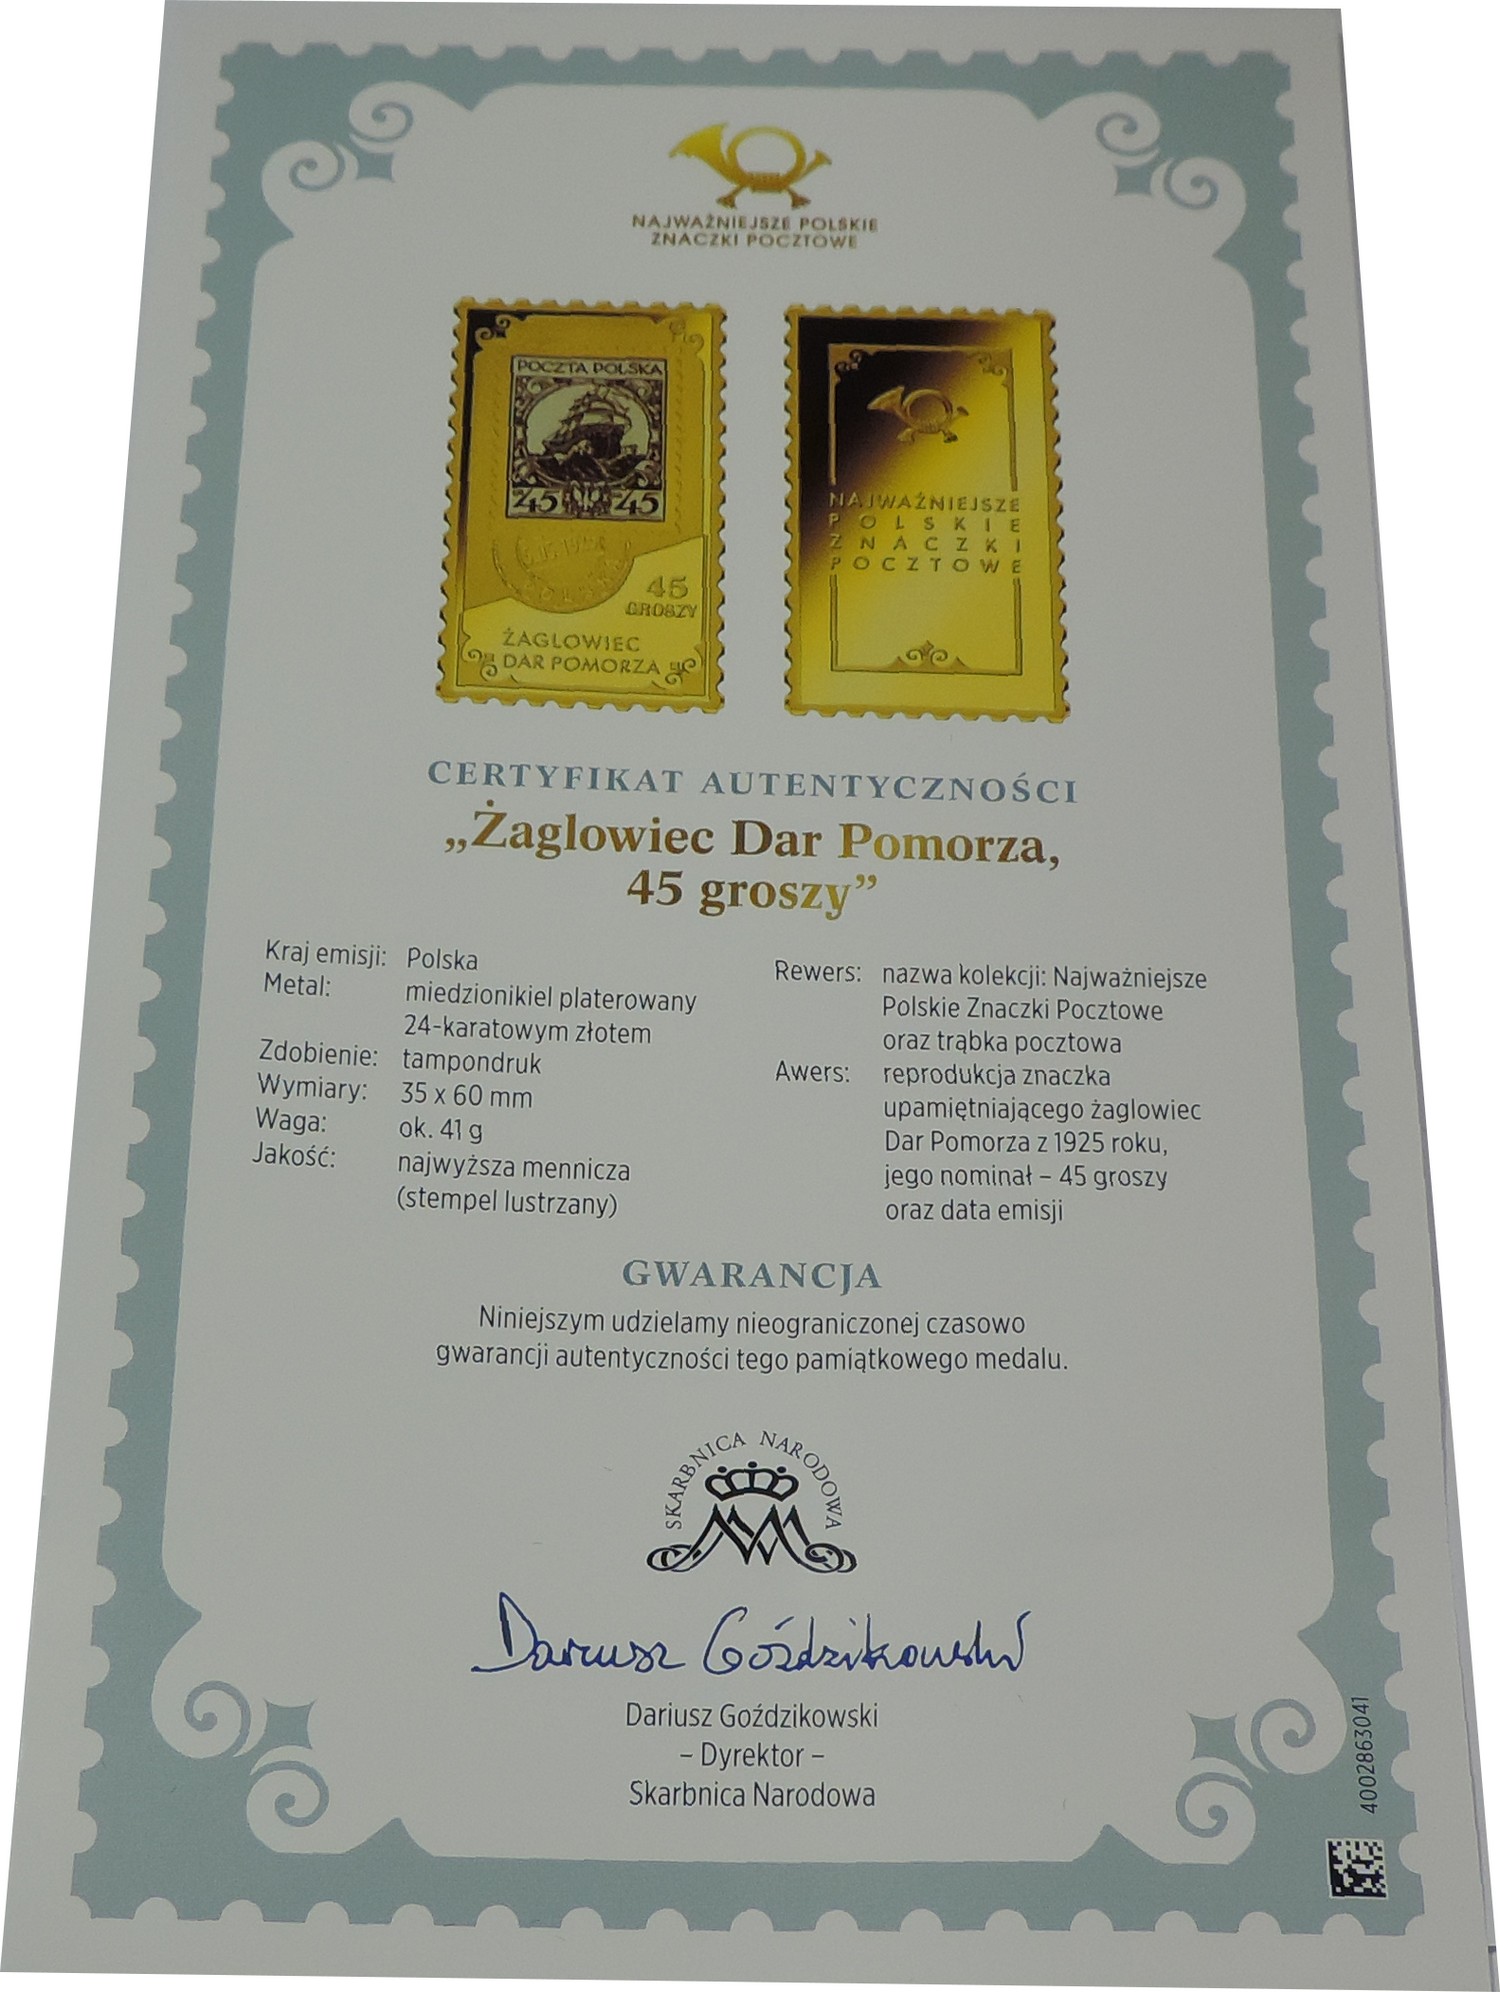 NAJWAŻNIEJSZE POLSKIE
ZNACZKI POCZTOWE
POCZTA POLSKA
45 45
45
GROSZY
ŻAGLOWIEC
DAR POMORZA
NAJWAŻNIEJSZE
POLSKIE
ZNACZKI
POCZTOWE
CERTYFIKAT AUTENTYCZNOŚCI
„Żaglowiec Dar Pomorza,
45 groszy”
Kraj emisji: Polska
Metal: miedzionikiel platerowany
24-karatowym złotem
Zdobienie: tampondruk
Wymiary: 35 x 60 mm
Waga: ok. 41 g
Jakość: najwyższa mennicza
(stempel lustrzany)
Rewers: nazwa kolekcji: Najważniejsze
Polskie Znaczki Pocztowe
oraz trąbka pocztowa
Awers: reprodukcja znaczka
upamiętniającego żaglowiec
Dar Pomorza z 1925 roku,
jego nominał – 45 groszy
oraz data emisji
GWARANCJA
Niniejszym udzielamy nieograniczonej czasowo
gwarancji autentyczności tego pamiątkowego medalu.
SKARBNICA NARODOWA
Dariusz Goździkowski
Dariusz Goździkowski
– Dyrektor –
Skarbnica Narodowa
4002863041